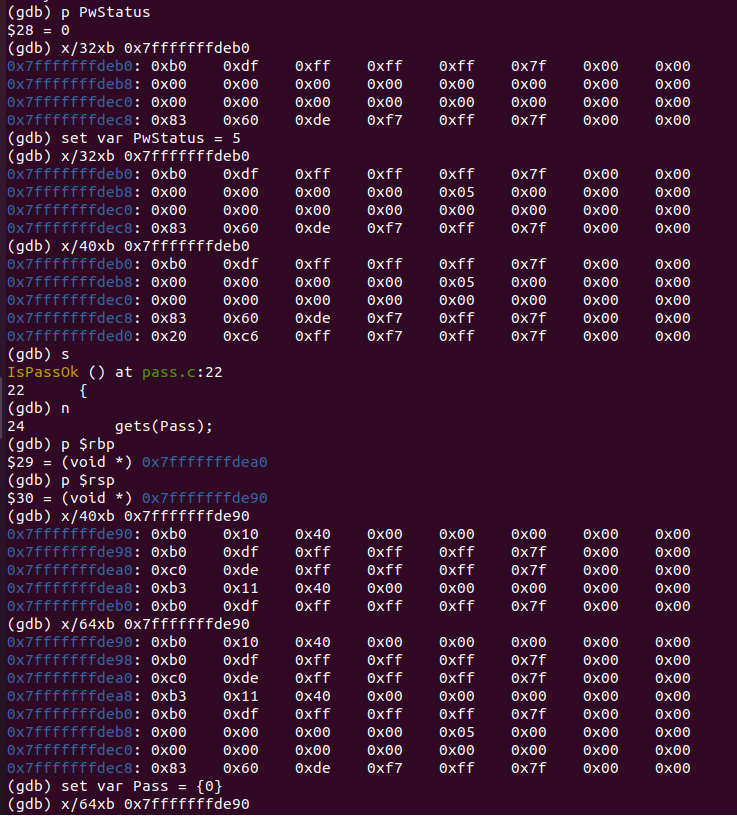 (gdb) p PwStatus
$28 = 0
(gdb) x/32xb 0x7fffffffdeb0
0x7fffffffdeb0: 0xb0 0xdf 0xff 0xff 0xff 0x7f 0x00 0x00
0x7fffffffdeb8: 0x00 0x00 0x00 0x00 0x00 0x00 0x00 0x00
0x7fffffffdec0: 0x00 0x00 0x00 0x00 0x00 0x00 0x00 0x00
0x7fffffffdec8: 0x83 0x60 0xde 0xf7 0xff 0x7f 0x00 0x00
(gdb) set var PwStatus = 5
(gdb) x/32xb 0x7fffffffdeb0
0x7fffffffdeb0: 0xb0 0xdf 0xff 0xff 0xff 0x7f 0x00 0x00
0x7fffffffdeb8: 0x00 0x00 0x00 0x00 0x05 0x00 0x00 0x00
0x7fffffffdec0: 0x00 0x00 0x00 0x00 0x00 0x00 0x00 0x00
0x7fffffffdec8: 0x83 0x60 0xde 0xf7 0xff 0x7f 0x00 0x00
(gdb) x/40xb 0x7fffffffdeb0
0x7fffffffdeb0: 0xb0 0xdf 0xff 0xff 0xff 0x7f 0x00 0x00
0x7fffffffdeb8: 0x00 0x00 0x00 0x00 0x05 0x00 0x00 0x00
0x7fffffffdec0: 0x00 0x00 0x00 0x00 0x00 0x00 0x00 0x00
0x7fffffffdec8: 0x83 0x60 0xde 0xf7 0xff 0x7f 0x00 0x00
0x7fffffffded0: 0x20 0xc6 0xff 0xf7 0xff 0x7f 0x00 0x00
(gdb) s
IsPassOk () at pass.c:22
22 {
(gdb) n
24 gets(Pass);
(gdb) p $rbp
$29 = (void *) 0x7fffffffdea0
(gdb) p $rsp
$30 = (void *) 0x7fffffffde90
(gdb) x/40xb 0x7fffffffde90
0x7fffffffde90: 0xb0 0x10 0x40 0x00 0x00 0x00 0x00 0x00
0x7fffffffde98: 0xb0 0xdf 0xff 0xff 0xff 0x7f 0x00 0x00
0x7fffffffdea0: 0xc0 0xde 0xff 0xff 0xff 0x7f 0x00 0x00
0x7fffffffdea8: 0xb3 0x11 0x40 0x00 0x00 0x00 0x00 0x00
0x7fffffffdeb0: 0xb0 0xdf 0xff 0xff 0xff 0x7f 0x00 0x00
(gdb) x/64xb 0x7fffffffde90
0x7fffffffde90: 0xb0 0x10 0x40 0x00 0x00 0x00 0x00 0x00
0x7fffffffde98: 0xb0 0xdf 0xff 0xff 0xff 0x7f 0x00 0x00
0x7fffffffdea0: 0xc0 0xde 0xff 0xff 0xff 0x7f 0x00 0x00
0x7fffffffdea8: 0xb3 0x11 0x40 0x00 0x00 0x00 0x00 0x00
0x7fffffffdeb0: 0xb0 0xdf 0xff 0xff 0xff 0x7f 0x00 0x00
0x7fffffffdeb8: 0x00 0x00 0x00 0x00 0x05 0x00 0x00 0x00
0x7fffffffdec0: 0x00 0x00 0x00 0x00 0x00 0x00 0x00 0x00
0x7fffffffdec8: 0x83 0x60 0xde 0xf7 0xff 0x7f 0x00 0x00
(gdb) set var Pass = {0}
(gdb) x/64xb 0x7fffffffde90